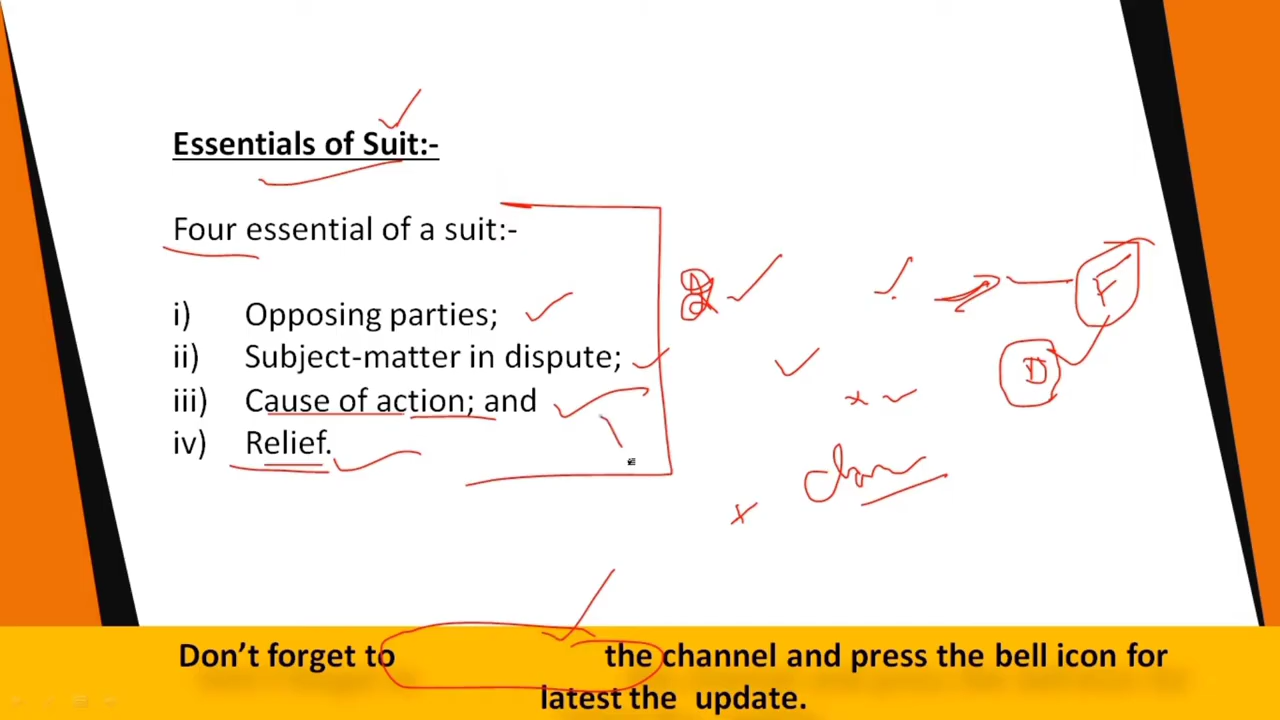 Essentials of Suit:-
Four essential of a suit:-
i) Opposing parties;
ii) Subject-matter in dispute;
iii) Cause of action; and
iv) Relief.
F
D
Don’t forget to the channel and press the bell icon for
latest the update.